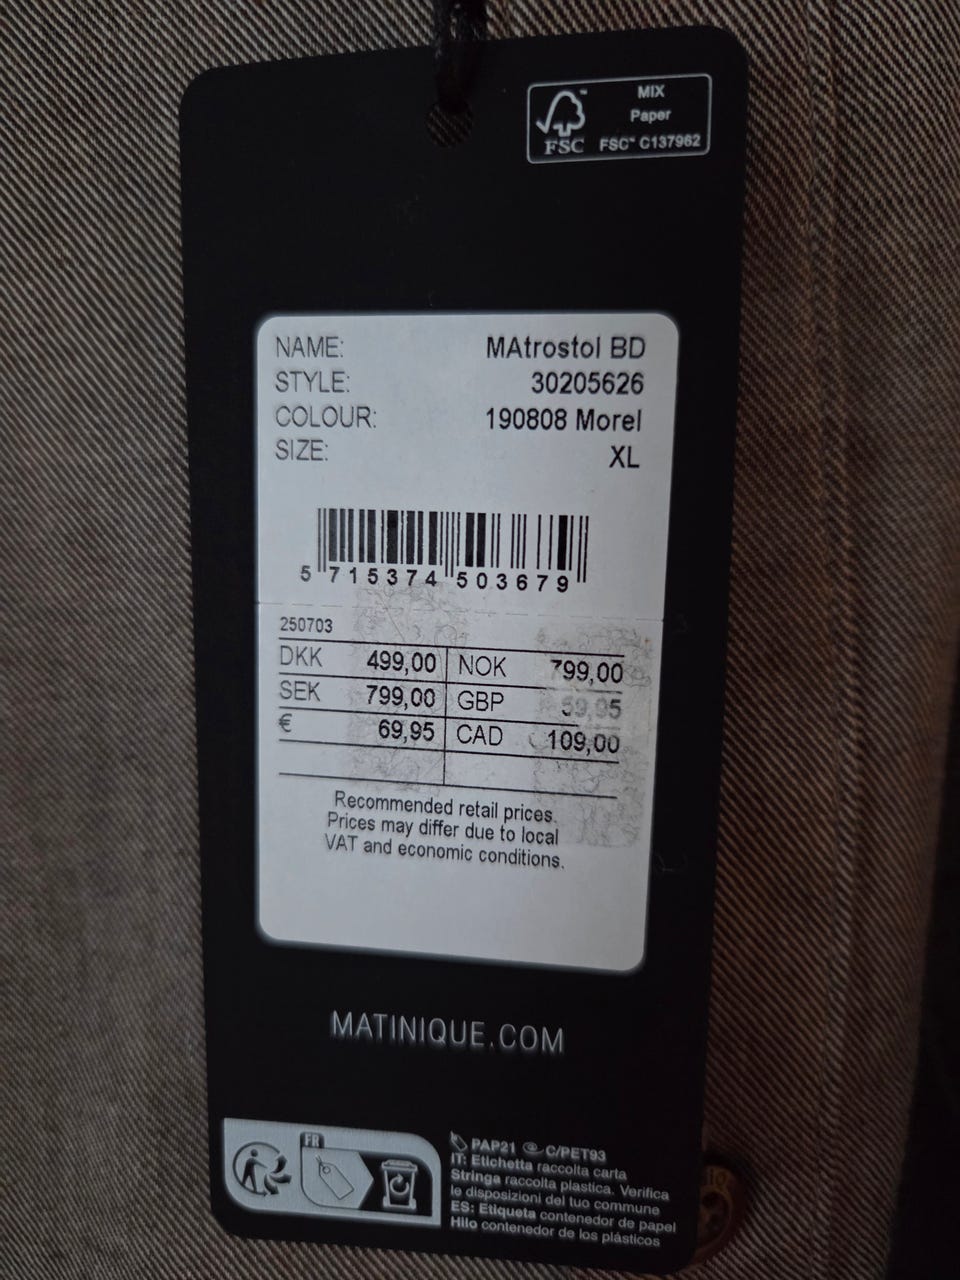 MIX
Paper
FSC™ C137962
FSC
NAME: MAtrostol BD
STYLE: 30205626
COLOUR: 190808 Morel
SIZE: XL
5 715374 503679
250703
DKK 499,00 NOK 799,00
SEK 799,00 GBP 59,95
€ 69,95 CAD 109,00
Recommended retail prices.
Prices may differ due to local
VAT and economic conditions.
MATINIQUE.COM
FR
PAP21 C/PET93
IT: Etichetta raccolta carta
Stringa raccolta plastica. Verifica
le disposizioni del tuo commune
ES: Etiqueta contenedor de papel
Hilo contenedor de los plásticos